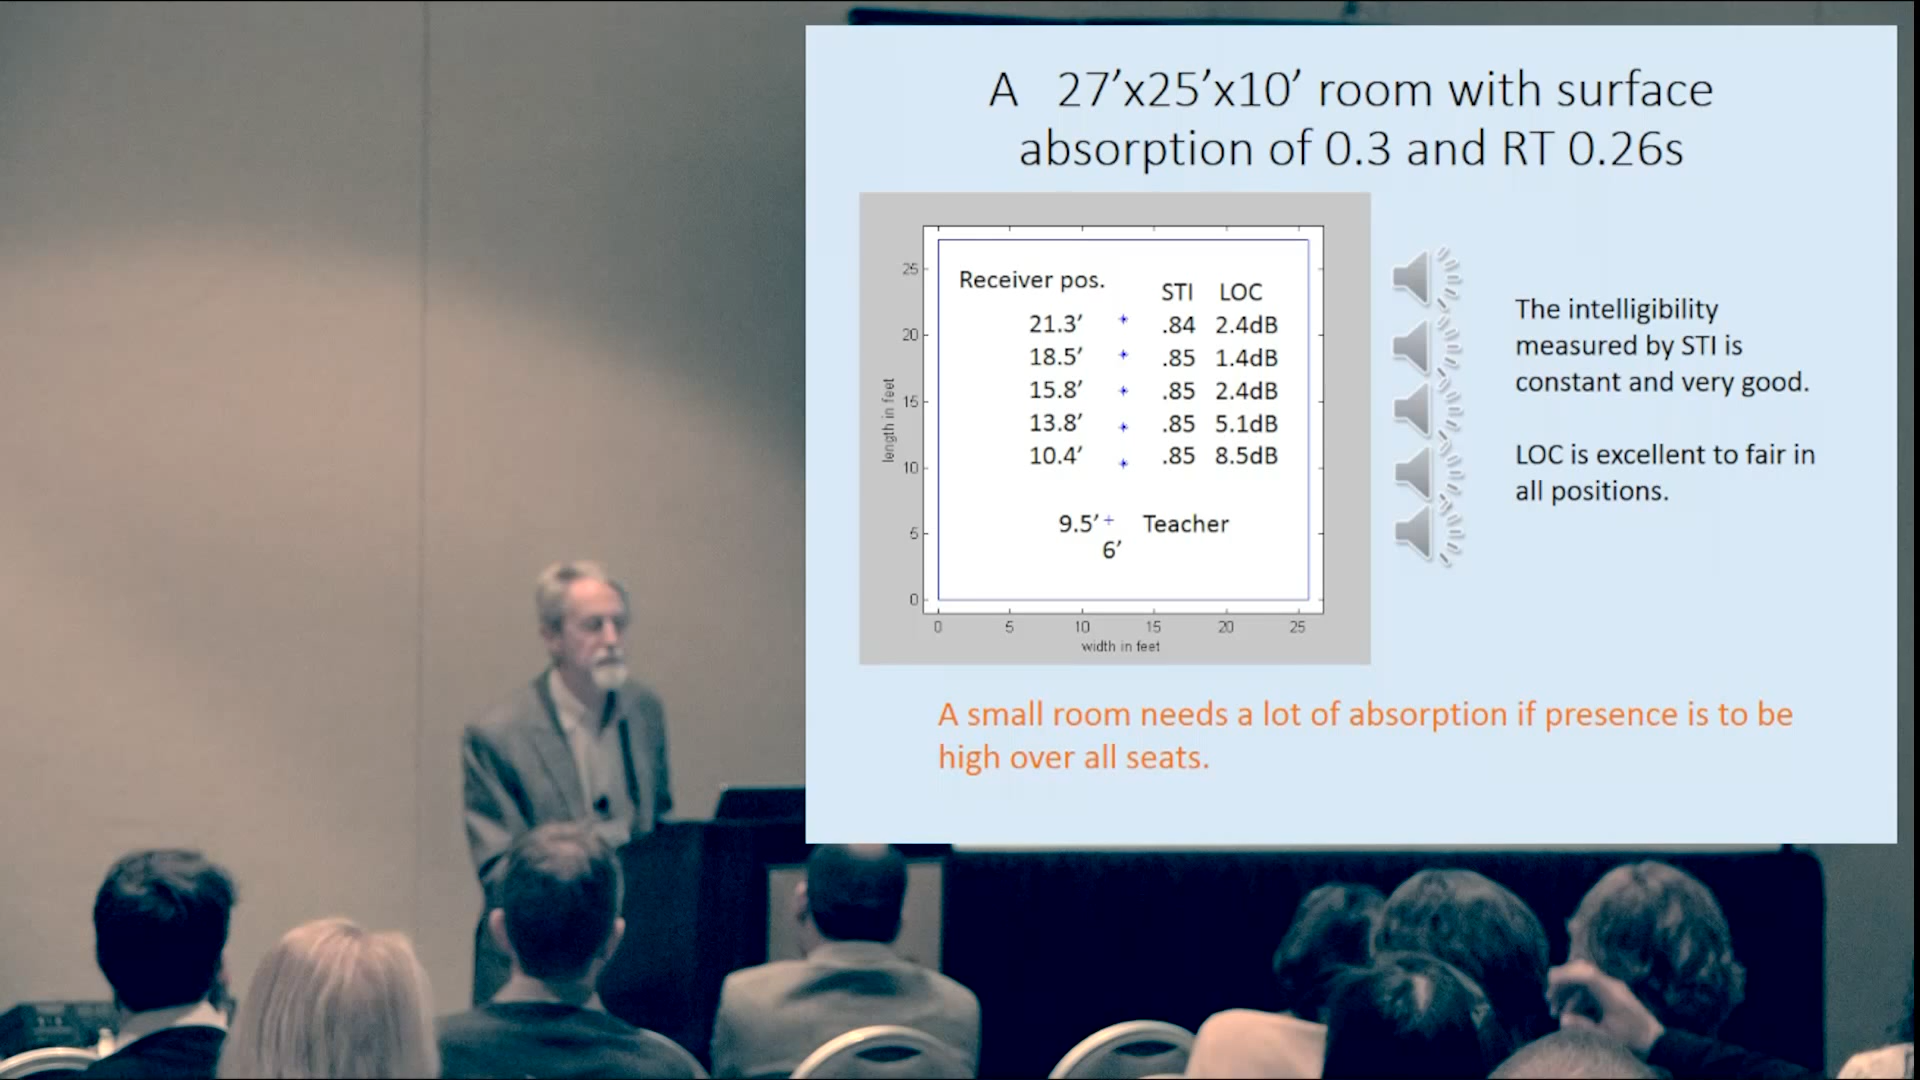 A 27’x25’x10’ room with surface
absorption of 0.3 and RT 0.26s
Receiver pos.
STI LOC
21.3’ .84 2.4dB
18.5’ .85 1.4dB
15.8’ .85 2.4dB
13.8’ .85 5.1dB
10.4’ .85 8.5dB
9.5’ Teacher
6’
length in feet
25
20
15
10
5
0
0 5 10 15 20 25
width in feet
The intelligibility
measured by STI is
constant and very good.
LOC is excellent to fair in
all positions.
A small room needs a lot of absorption if presence is to be
high over all seats.